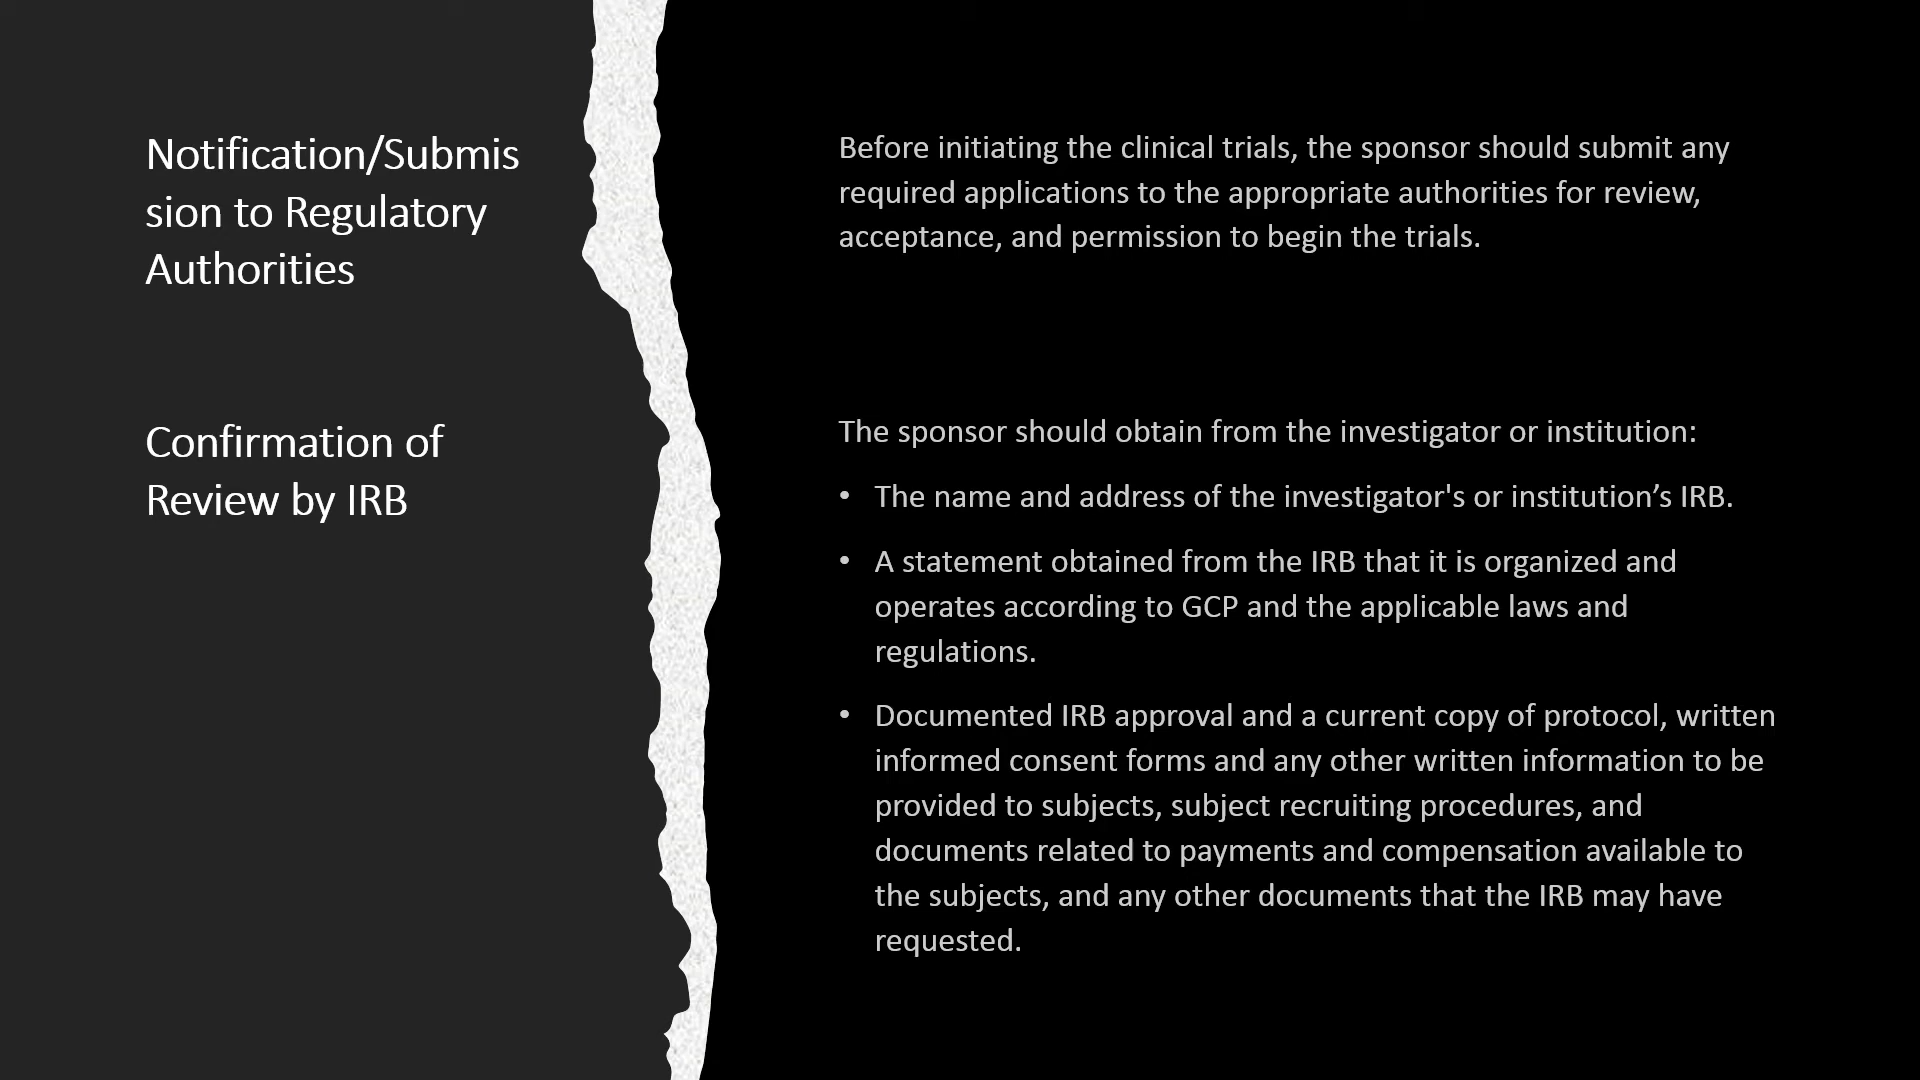 Notification/Submis
sion to Regulatory
Authorities
Before initiating the clinical trials, the sponsor should submit any
required applications to the appropriate authorities for review,
acceptance, and permission to begin the trials.
Confirmation of
Review by IRB
The sponsor should obtain from the investigator or institution:
• The name and address of the investigator's or institution’s IRB.
• A statement obtained from the IRB that it is organized and
operates according to GCP and the applicable laws and
regulations.
• Documented IRB approval and a current copy of protocol, written
informed consent forms and any other written information to be
provided to subjects, subject recruiting procedures, and
documents related to payments and compensation available to
the subjects, and any other documents that the IRB may have
requested.